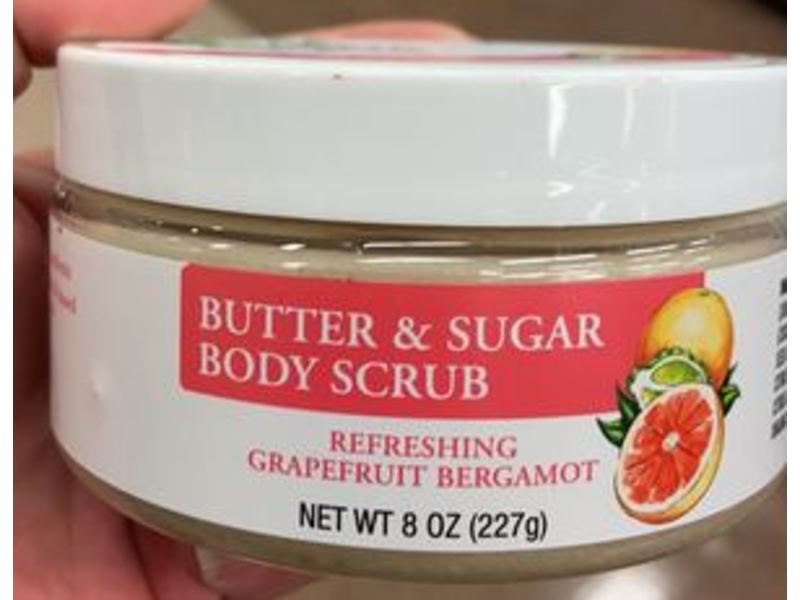 BUTTER & SUGAR
BODY SCRUB
REFRESHING
GRAPEFRUIT BERGAMOT
NET WT 8 OZ (227g)